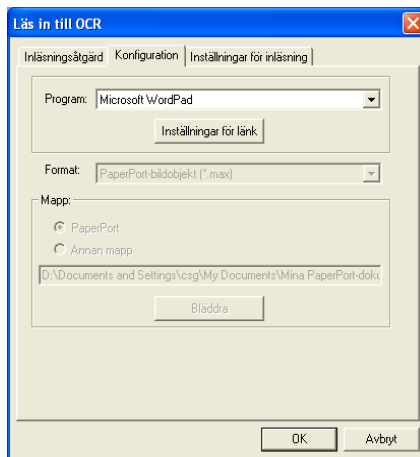 Läs in till OCR
Inläsningsåtgärd Konfiguration Inställningar för inläsning
Program: Microsoft WordPad
Inställningar för länk
Format: PaperPort-bildobjekt (*.max)
Mapp:
PaperPort
Annan mapp
D:\Documents and Settings\csg\My Documents\Mina PaperPort-doku
Bläddra
OK Avbryt